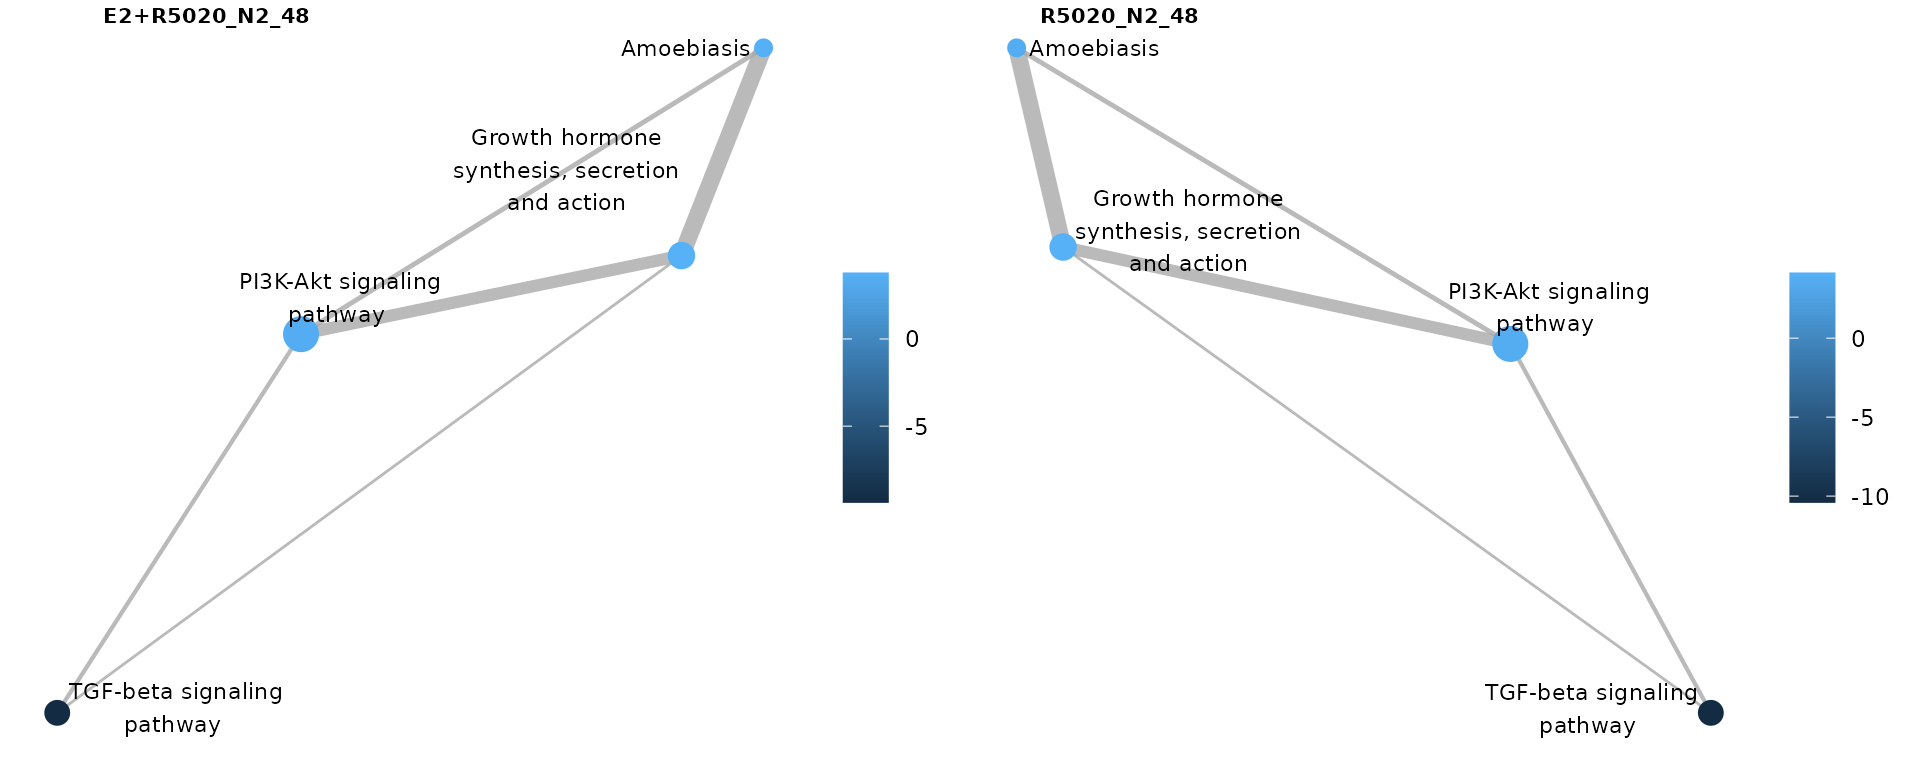 E2+R5020_N2_48
Amoebiasis
Growth hormone
synthesis, secretion
and action
PI3K-Akt signaling
pathway
TGF-beta signaling
pathway
0
-5
R5020_N2_48
Amoebiasis
Growth hormone
synthesis, secretion
and action
PI3K-Akt signaling
pathway
TGF-beta signaling
pathway
0
-5
-10